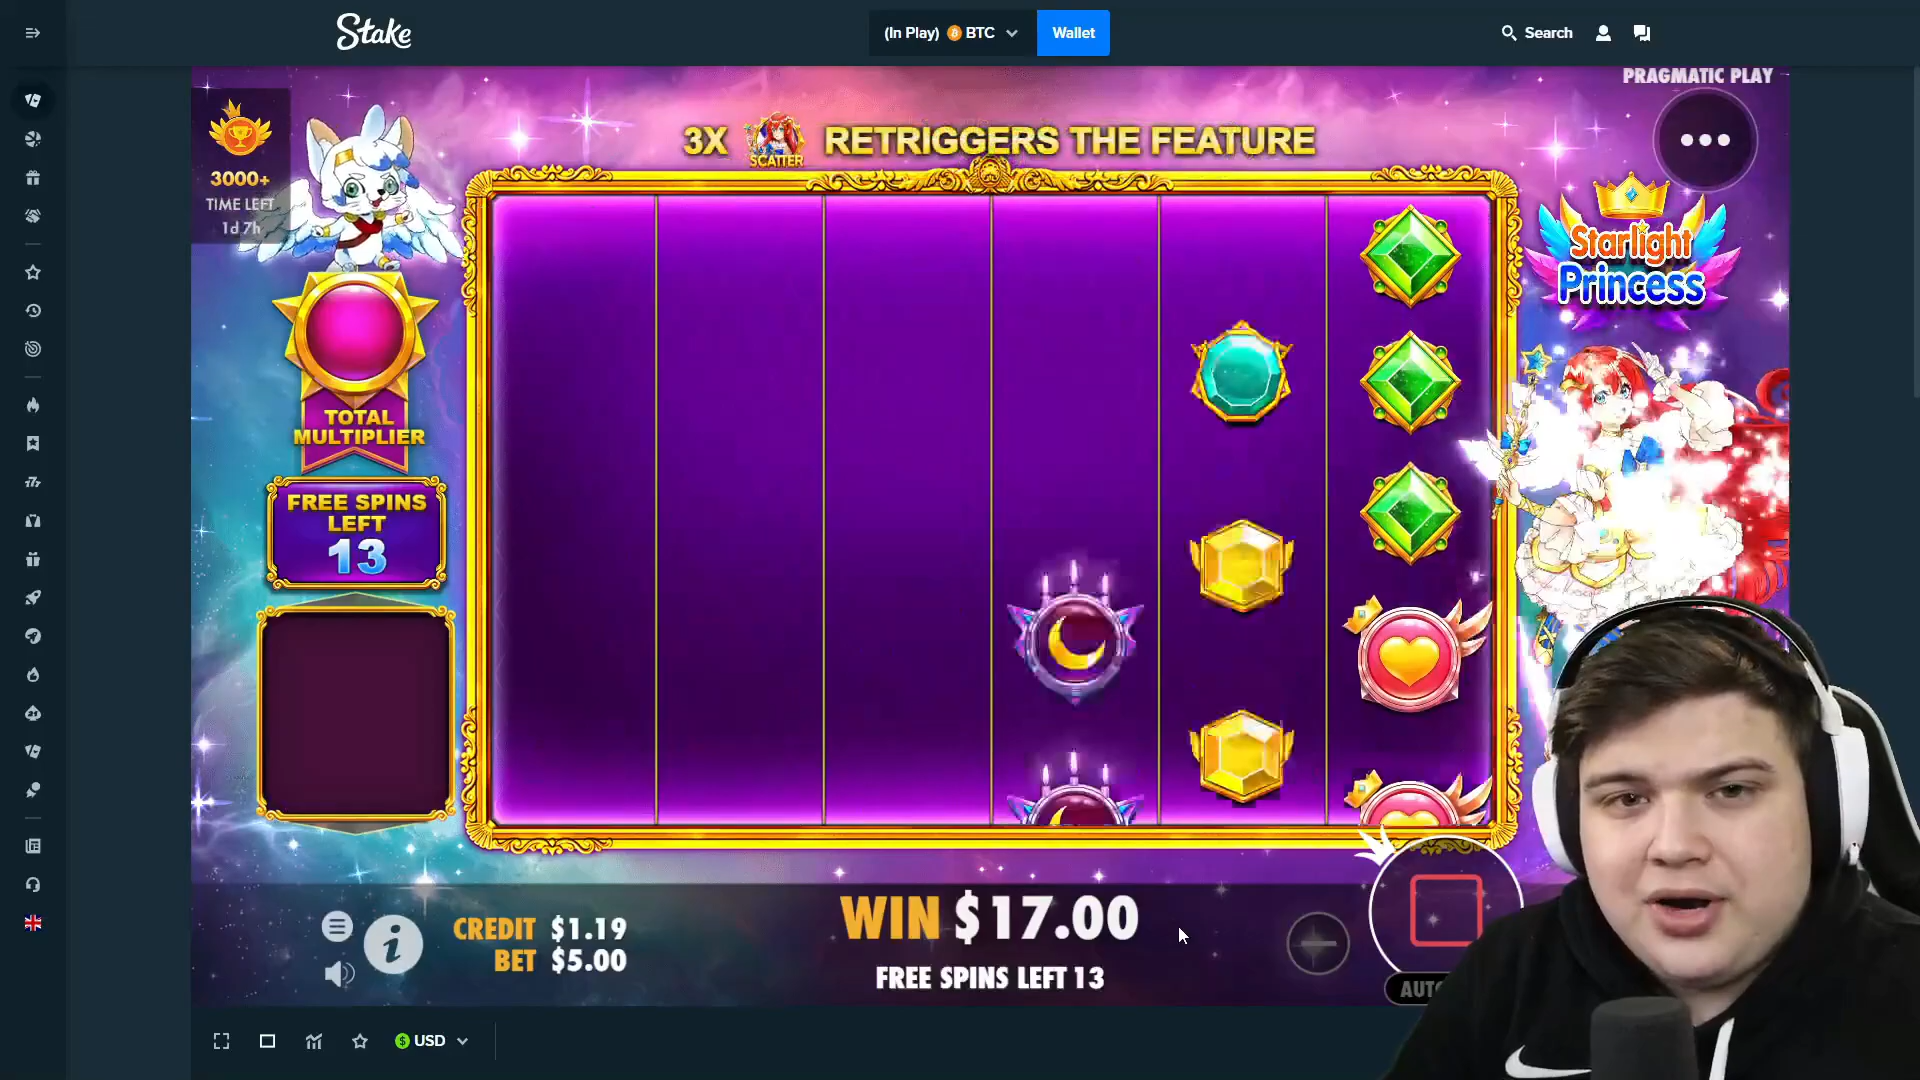 Stake
(In Play) BTC
Wallet
Search
PRAGMATIC PLAY
3X SCATTER RETRIGGERS THE FEATURE
3000+
TIME LEFT
1d 7h
Starlight
Princess
TOTAL
MULTIPLIER
FREE SPINS
LEFT
13
CREDIT $1.19
BET $5.00
WIN $17.00
FREE SPINS LEFT 13
USD